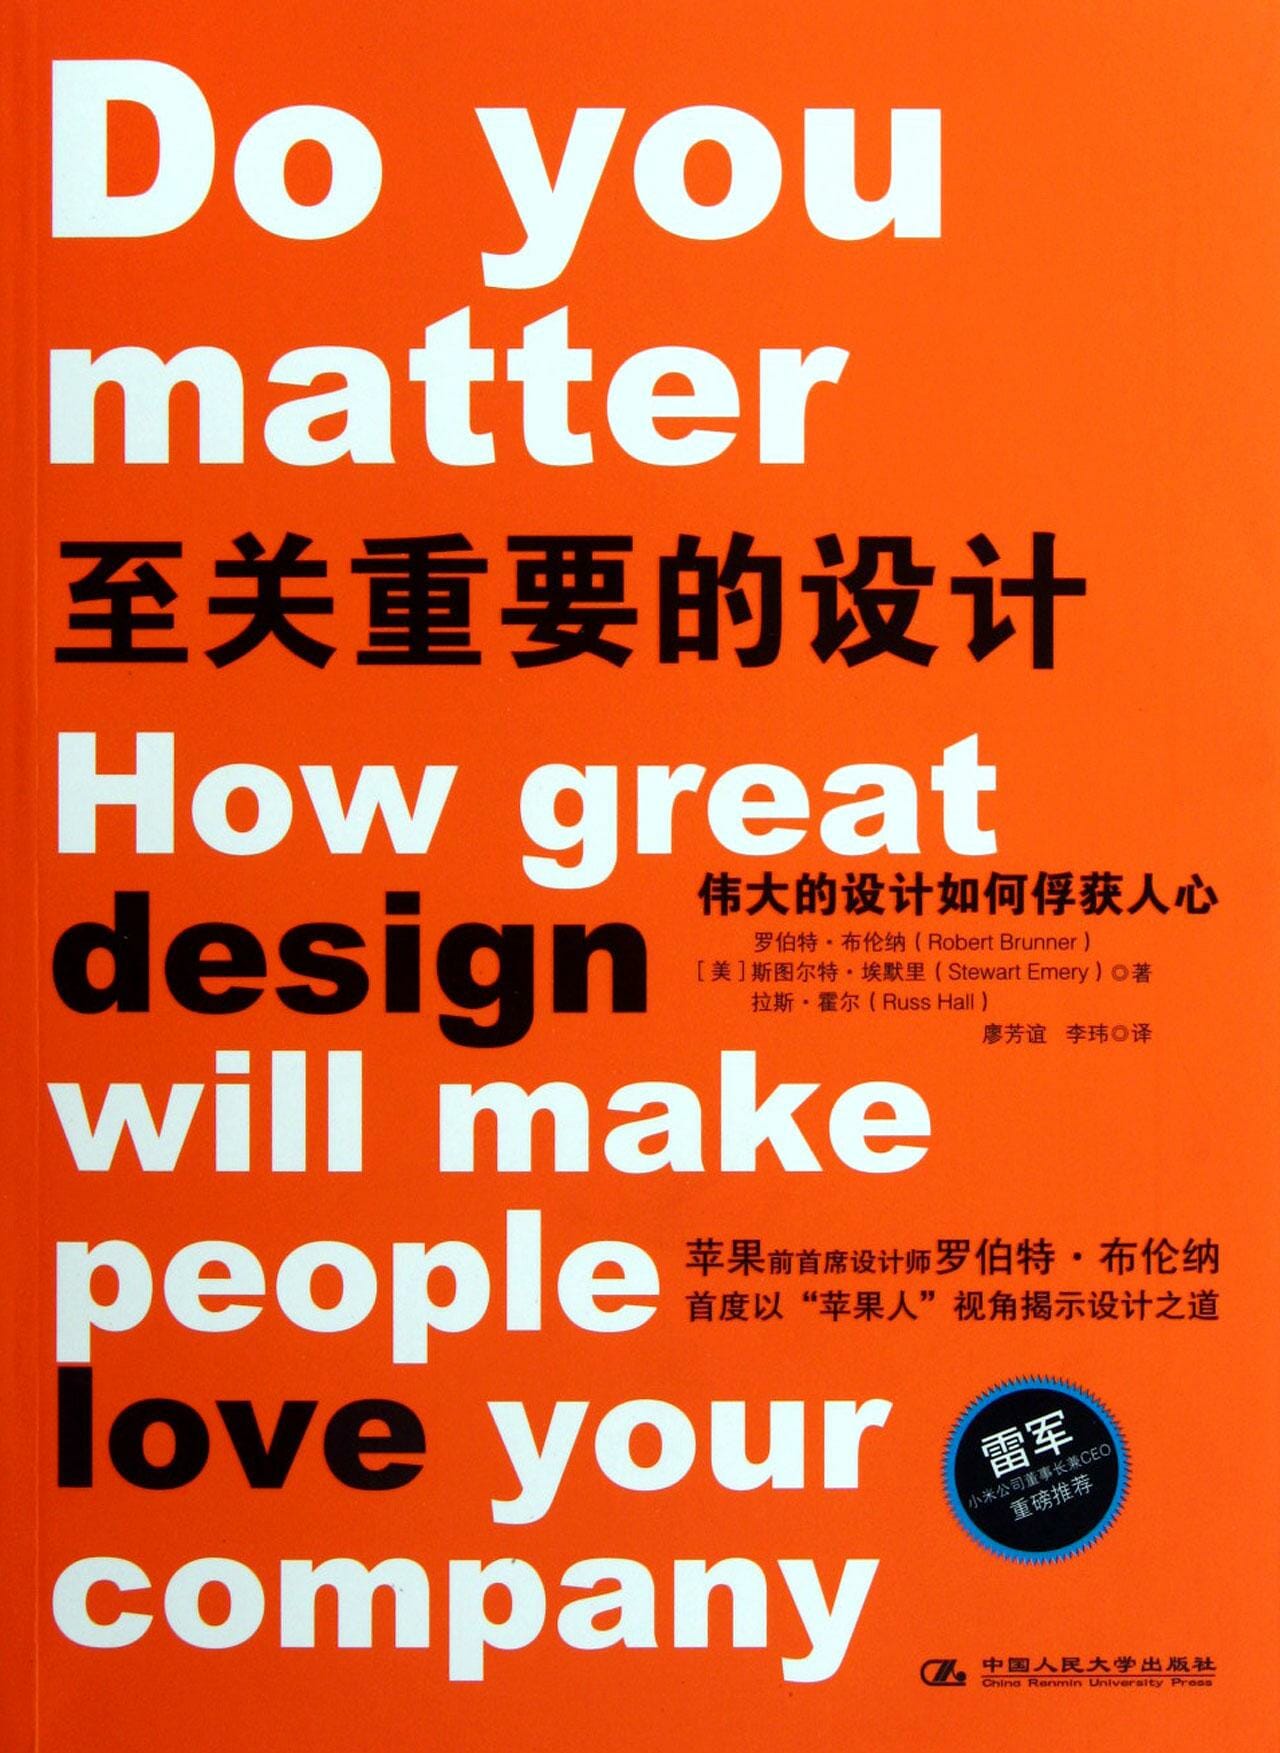 Do you
matter
至关重要的设计
How great
伟大的设计如何俘获人心
design
罗伯特·布伦纳（Robert Brunner）
［美］斯图尔特·埃默里（Stewart Emery）◎著
拉斯·霍尔（Russ Hall）
廖芳谊 李玮◎译
will make
people
苹果前首席设计师罗伯特·布伦纳
首度以“苹果人”视角揭示设计之道
love your
雷军
小米公司董事长兼CEO
重磅推荐
company
中国人民大学出版社
China Renmin University Press